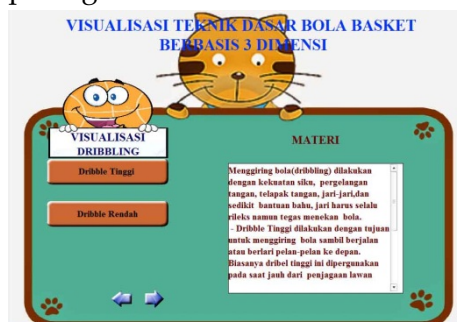 VISUALISASI TEKNIK DASAR BOLA BASKET
BERBASIS 3 DIMENSI
VISUALISASI
DRIBBLING
Dribble Tinggi
Dribble Rendah
MATERI
Menggiring bola(dribbling) dilakukan
dengan keknatan siku, pergelangan
tangan, telapak tangan, jari-jari,dan
sedikit bantuan bahu, jari harus selalu
rileks namun tegas menekan bola.
- Dribble Tinggi dilakukan dengan tujuan
untuk menggiring bola sambil berjalan
atau berlari pelan-pelan ke depan.
Biasanya dribel tinggi ini dipergunakan
pada saat jauh dari penjagaan lawan